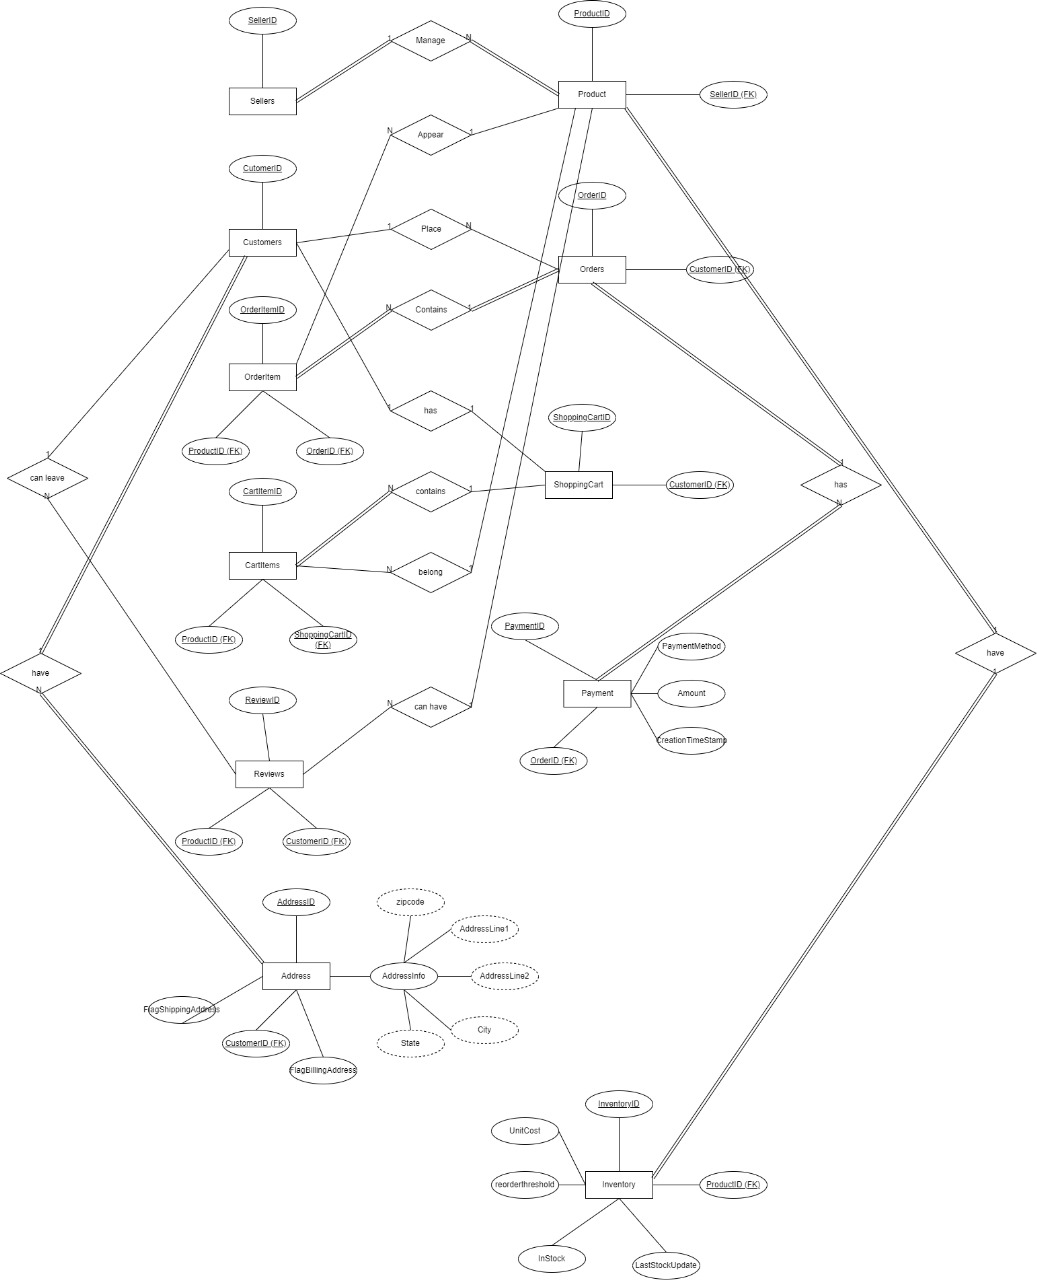 ProductID
SellerID
1
Manage
N
Sellers
Product
SellerID (FK)
N
Appear
1
CutomerID
OrderID
1
Place
N
Customers
Orders
CustomerID (FK)
OrderItemID
N
Contains
1
OrderItem
1
has
1
ShoppingCartID
ProductID (FK)
OrderID (FK)
1
can leave
N
1
has
N
CartItemID
N
contains
1
ShoppingCart
CustomerID (FK)
CartItems
N
belong
1
ProductID (FK)
ShoppingCartID
(FK)
PaymentID
PaymentMethod
1
have
1
1
have
N
Payment
Amount
ReviewID
N
can have
1
CreationTimeStamp
OrderID (FK)
Reviews
ProductID (FK)
CustomerID (FK)
AddressID
zipcode
AddressLine1
Address
AddressInfo
AddressLine2
FlagShippingAddress
City
CustomerID (FK)
State
FlagBillingAddress
InventoryID
UnitCost
reorderthreshold
Inventory
ProductID (FK)
InStock
LastStockUpdate